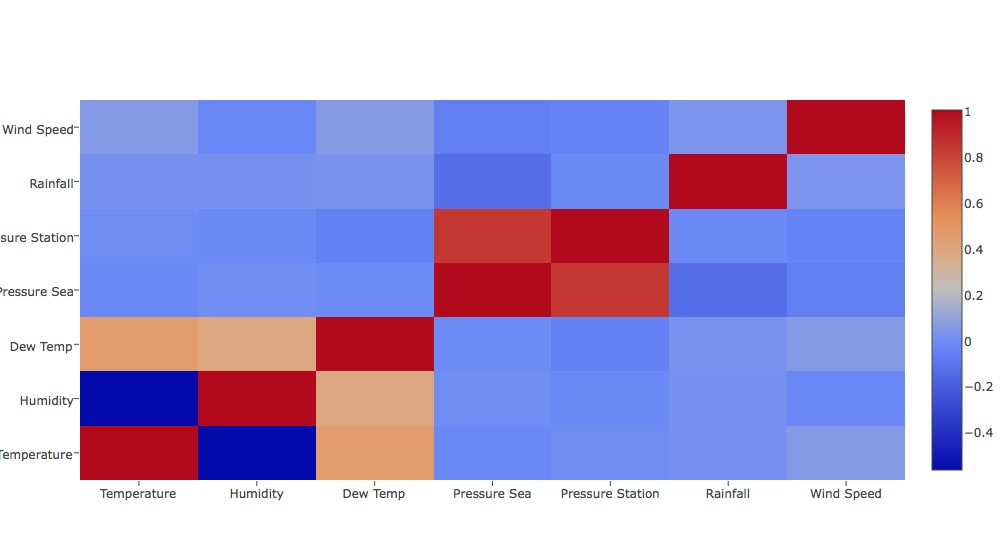 Wind Speed
Rainfall
sure Station
Pressure Sea
Dew Temp
Humidity
Temperature
Temperature Humidity Dew Temp Pressure Sea Pressure Station Rainfall Wind Speed
1
0.8
0.6
0.4
0.2
0
−0.2
−0.4